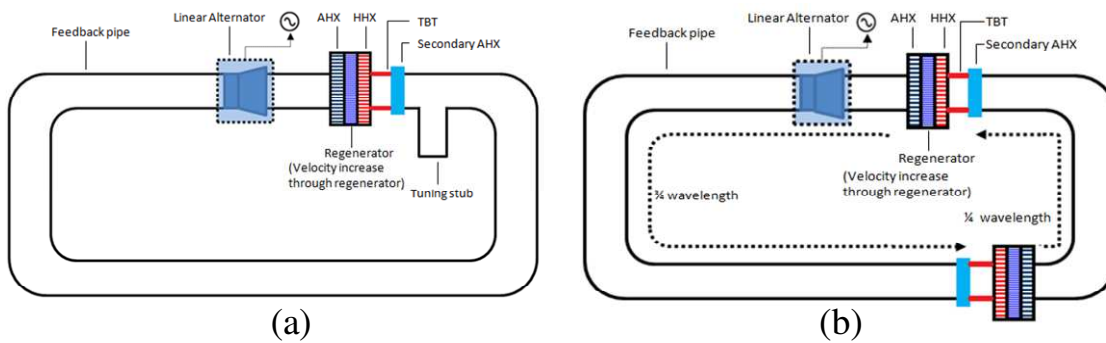 Linear Alternator
AHX
HHX
TBT
Feedback pipe
Secondary AHX
Regenerator
(Velocity increase
through regenerator)
Tuning stub
(a)
Linear Alternator
AHX
HHX
TBT
Feedback pipe
Secondary AHX
Regenerator
(Velocity increase
through regenerator)
¾ wavelength
¼ wavelength
(b)